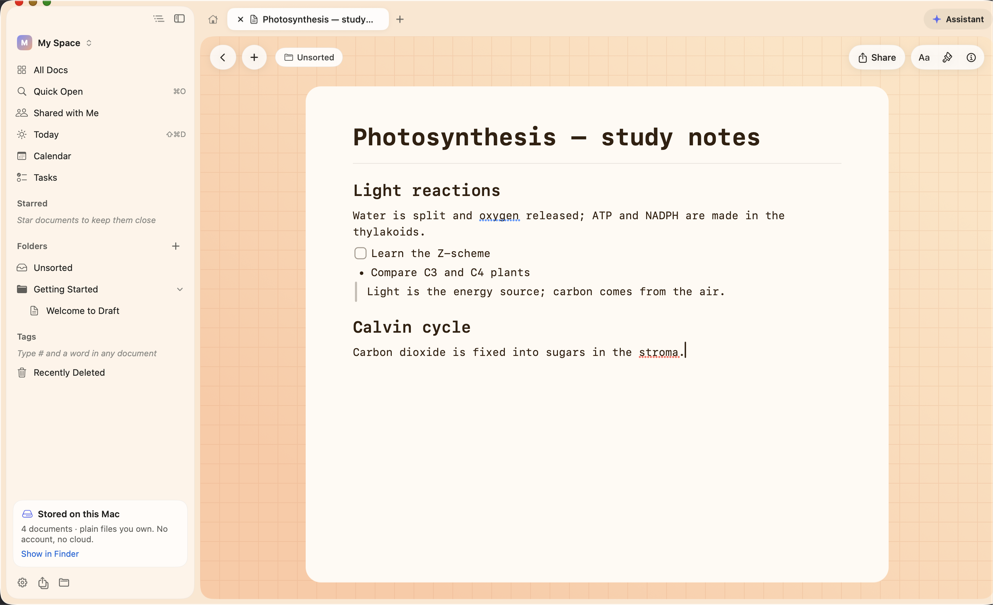 Photosynthesis — study...
Assistant
M My Space
All Docs
Quick Open ⌘O
Shared with Me
Today ⇧⌘D
Calendar
Tasks
Starred
Star documents to keep them close
Folders
Unsorted
Getting Started
Welcome to Draft
Tags
Type # and a word in any document
Recently Deleted
Stored on this Mac
4 documents · plain files you own. No
account, no cloud.
Show in Finder
Unsorted
Share
Aa
Photosynthesis — study notes
Light reactions
Water is split and oxygen released; ATP and NADPH are made in the
thylakoids.
Learn the Z–scheme
• Compare C3 and C4 plants
Light is the energy source; carbon comes from the air.
Calvin cycle
Carbon dioxide is fixed into sugars in the stroma.